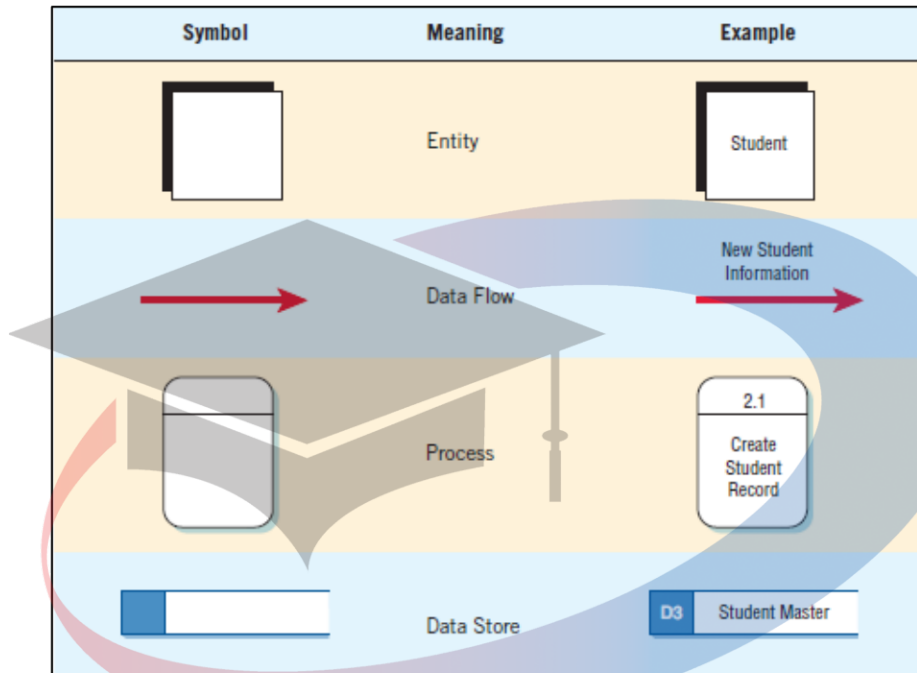 Symbol Meaning Example
Entity
Student
Data Flow
New Student
Information
Process
2.1
Create
Student
Record
Data Store
D3 Student Master